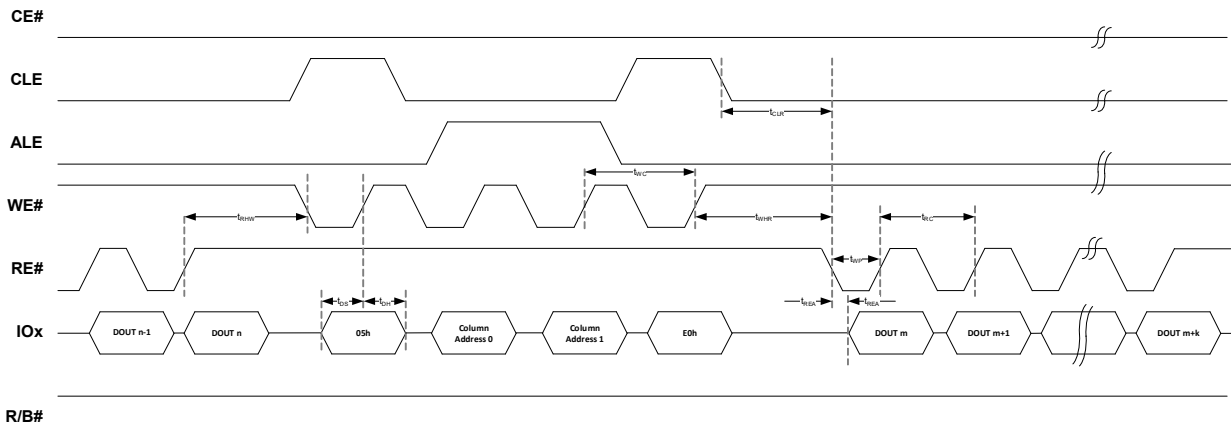 CE#
CLE
tCLR
ALE
tWC
WE#
tRHW
tWHR
tRC
RE#
tWP
tDS
tDH
tREA
tREA
IOx
DOUT n-1
DOUT n
05h
Column
Address 0
Column
Address 1
E0h
DOUT m
DOUT m+1
DOUT m+k
R/B#